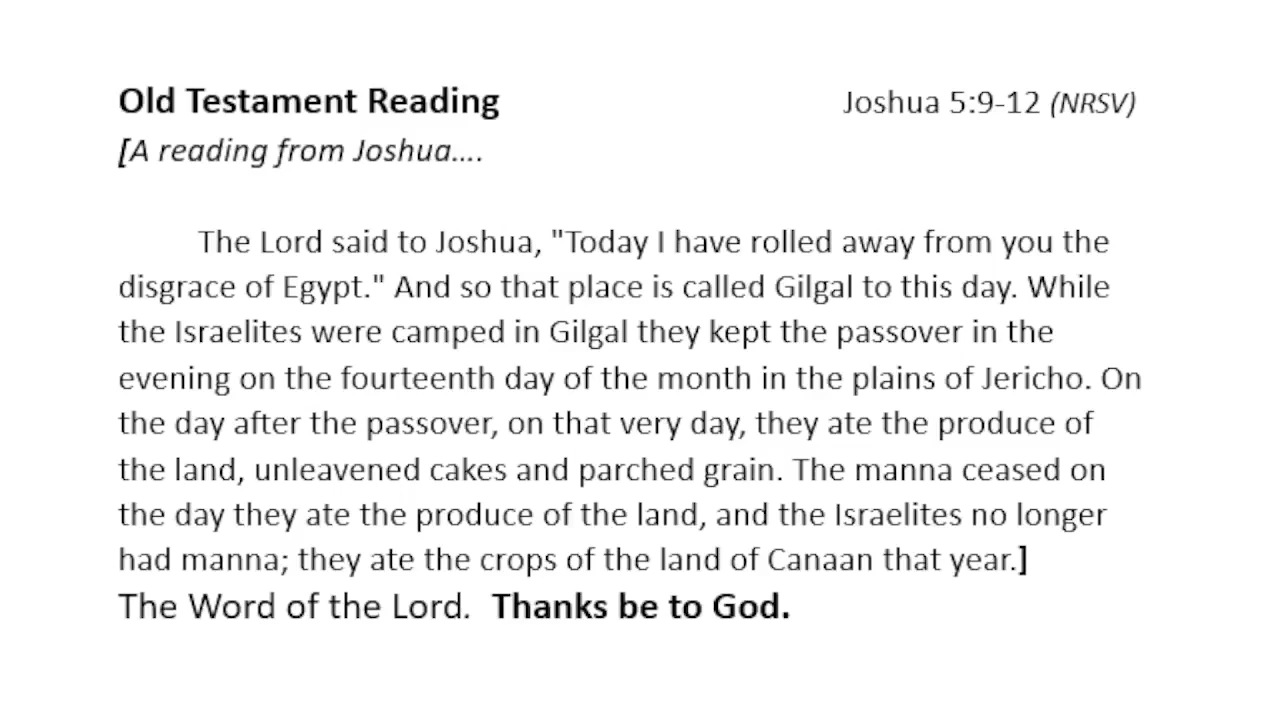 Old Testament Reading Joshua 5:9-12 (NRSV)
[A reading from Joshua....
The Lord said to Joshua, "Today I have rolled away from you the
disgrace of Egypt." And so that place is called Gilgal to this day. While
the Israelites were camped in Gilgal they kept the passover in the
evening on the fourteenth day of the month in the plains of Jericho. On
the day after the passover, on that very day, they ate the produce of
the land, unleavened cakes and parched grain. The manna ceased on
the day they ate the produce of the land, and the Israelites no longer
had manna; they ate the crops of the land of Canaan that year.]
The Word of the Lord. Thanks be to God.